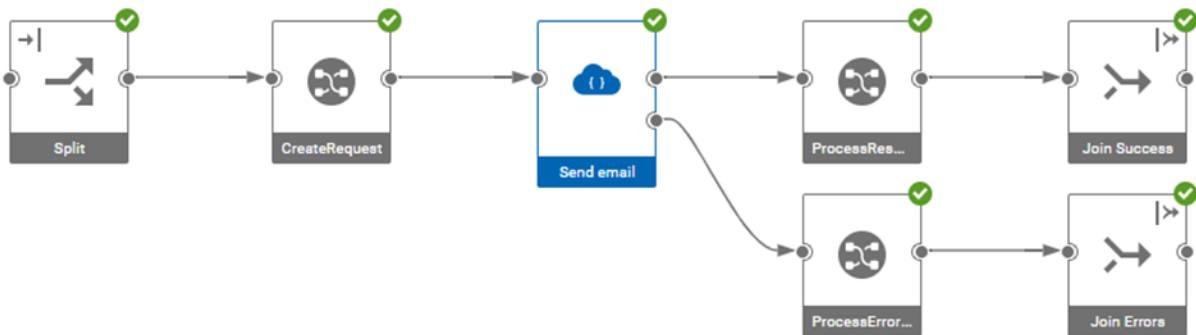 Split
CreateRequest
{ }
Send email
ProcessRes...
Join Success
ProcessError...
Join Errors